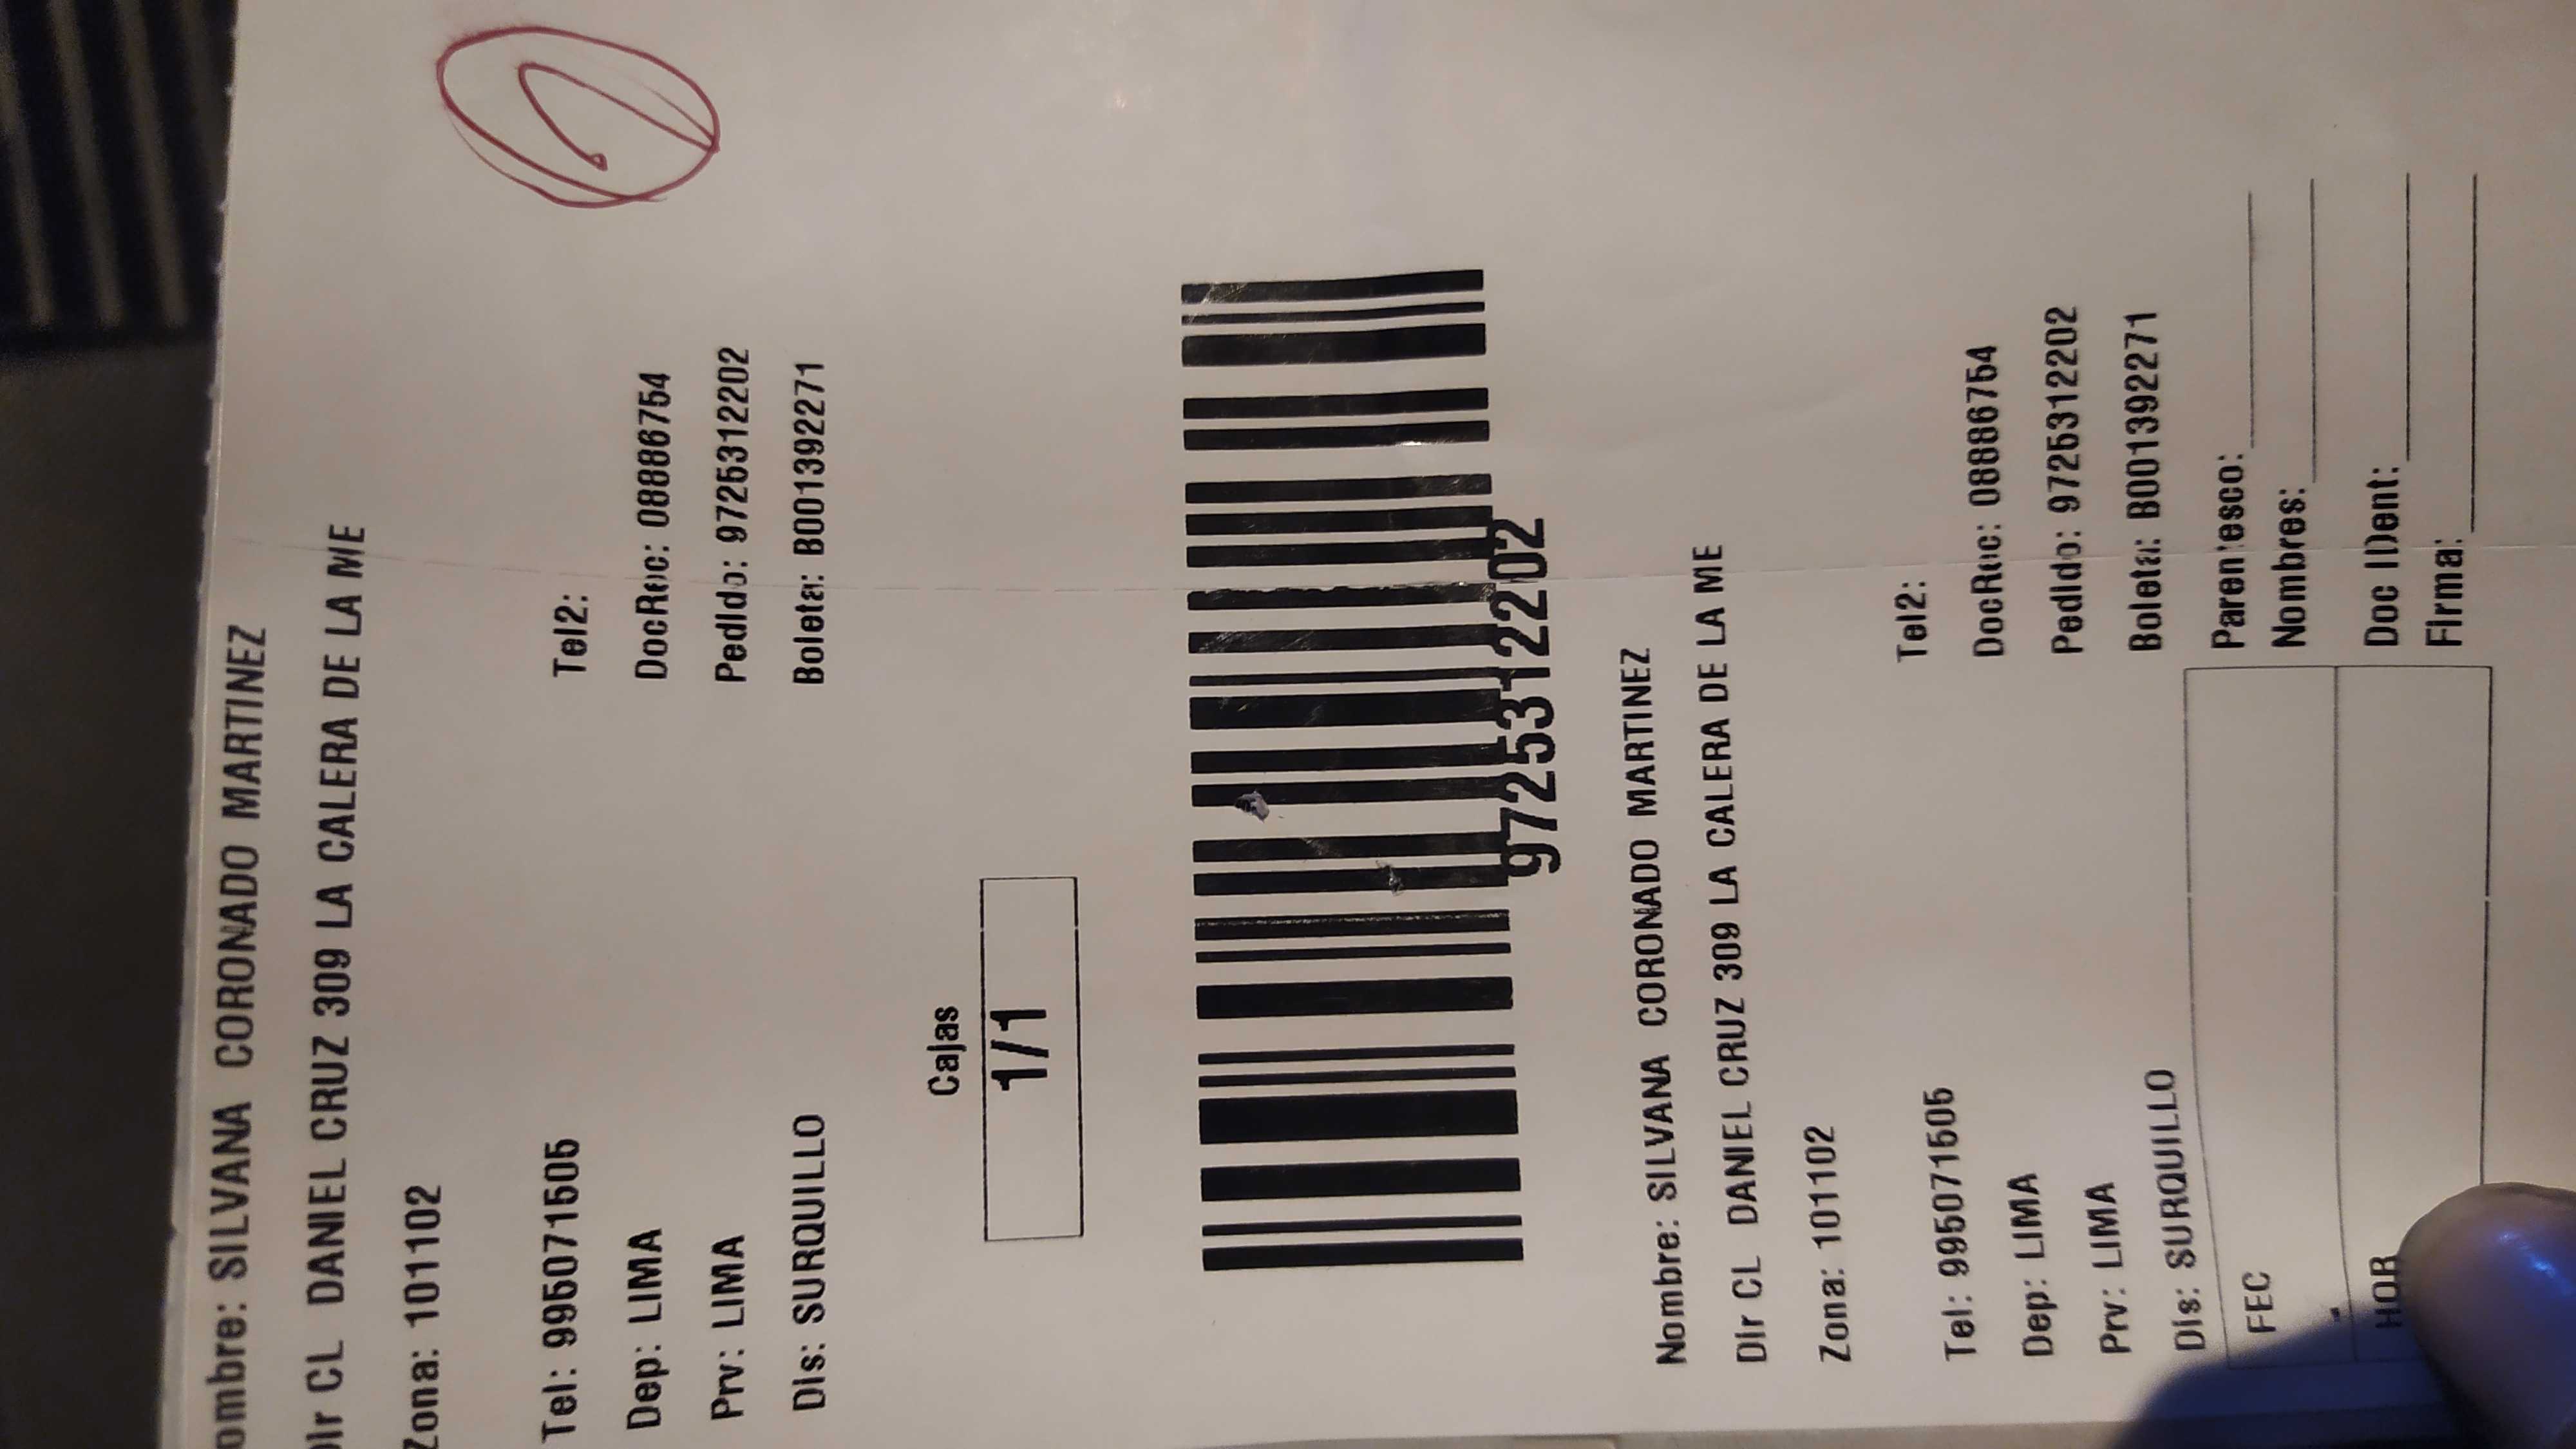 ombre: SILVANA CORONADO MARTINEZ
DIr CL DANIEL CRUZ 309 LA CALERA DE LA ME
Zona: 101102
Tel: 995071505 Tel2:
Dep: LIMA DocRec: 08886754
Prv: LIMA PedIdo: 9725312202
DIs: SURQUILLO Boleta: B001392271
Cajas
1/1
9725312202
Nombre: SILVANA CORONADO MARTINEZ
DIr CL DANIEL CRUZ 309 LA CALERA DE LA ME
Zona: 101102
Tel: 995071505 Tel2:
Dep: LIMA DocRec: 08886754
Prv: LIMA PedIdo: 9725312202
DIs: SURQUILLO Boleta: B001392271
FEC Parentesco:
Nombres:
HOR Doc IDent:
FIrma: